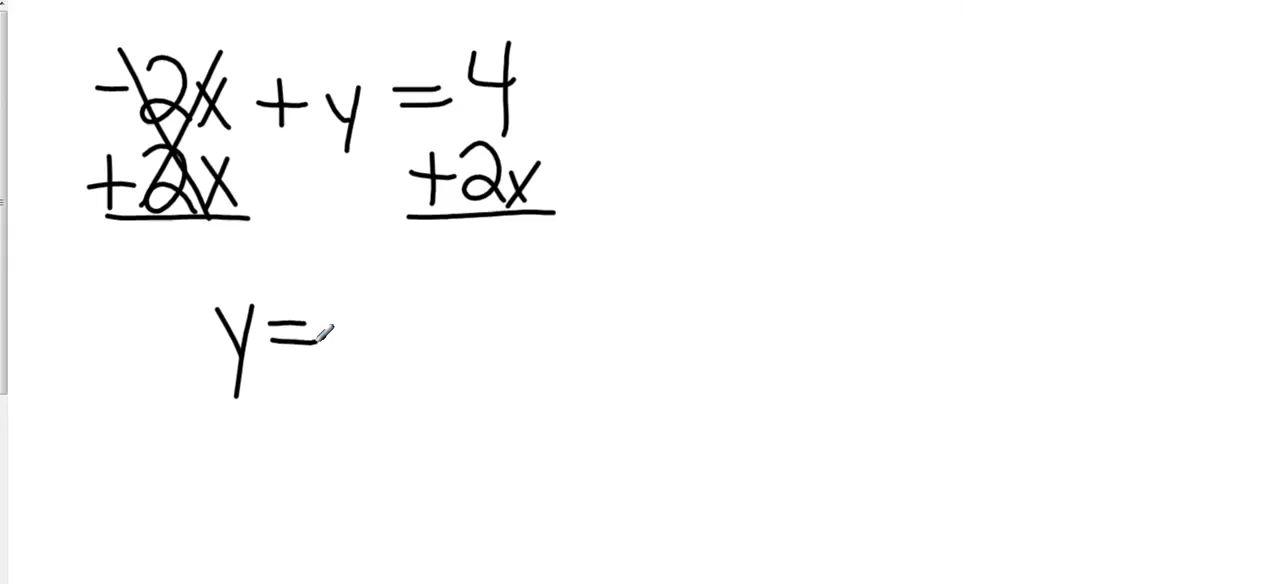 -2x + y = 4
+2x +2x
y =